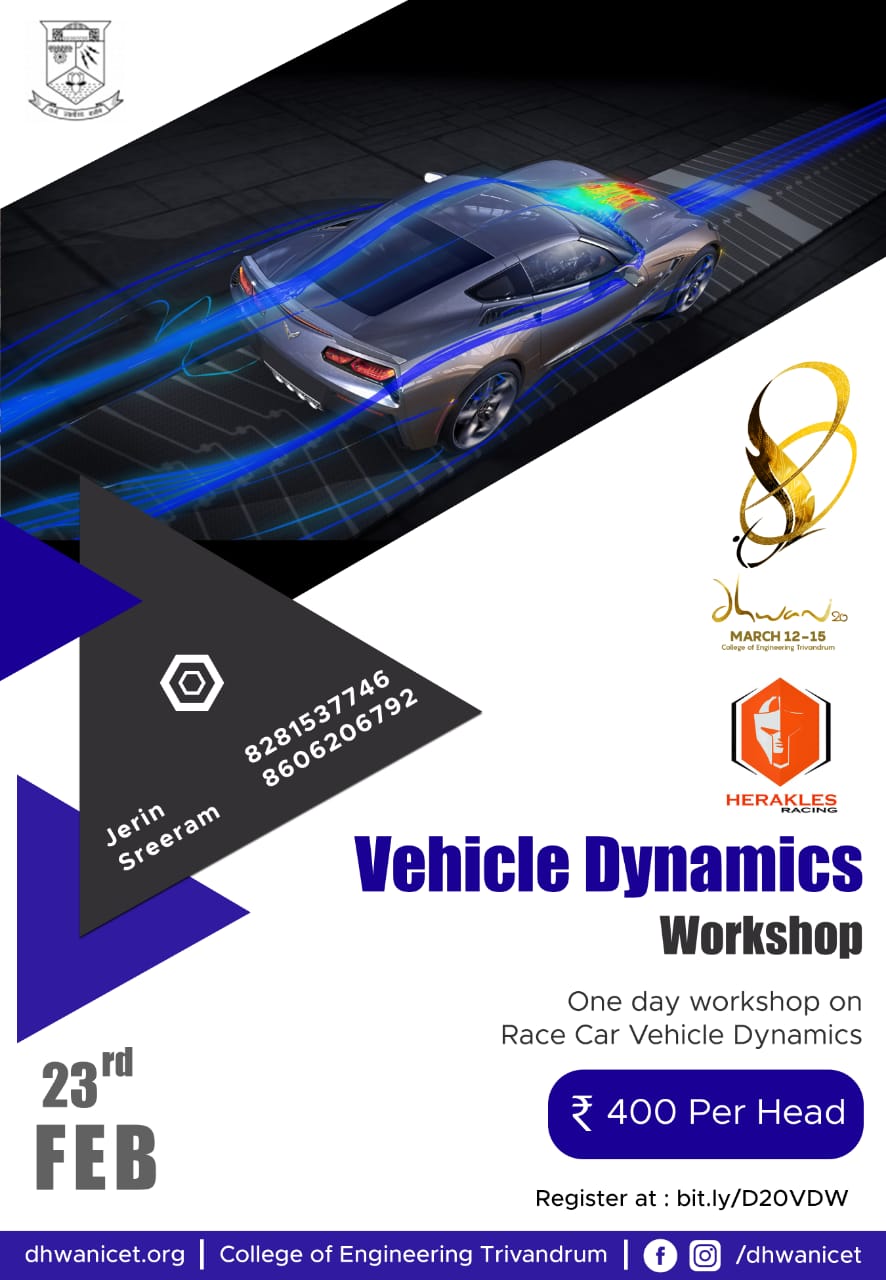 dhwani 20
MARCH 12-15
College of Engineering Trivandrum
8281537746
8606206792
Jerin
Sreeram
HERAKLES
RACING
Vehicle Dynamics
Workshop
One day workshop on
Race Car Vehicle Dynamics
23rd
FEB
₹ 400 Per Head
Register at : bit.ly/D20VDW
dhwanicet.org | College of Engineering Trivandrum | /dhwanicet